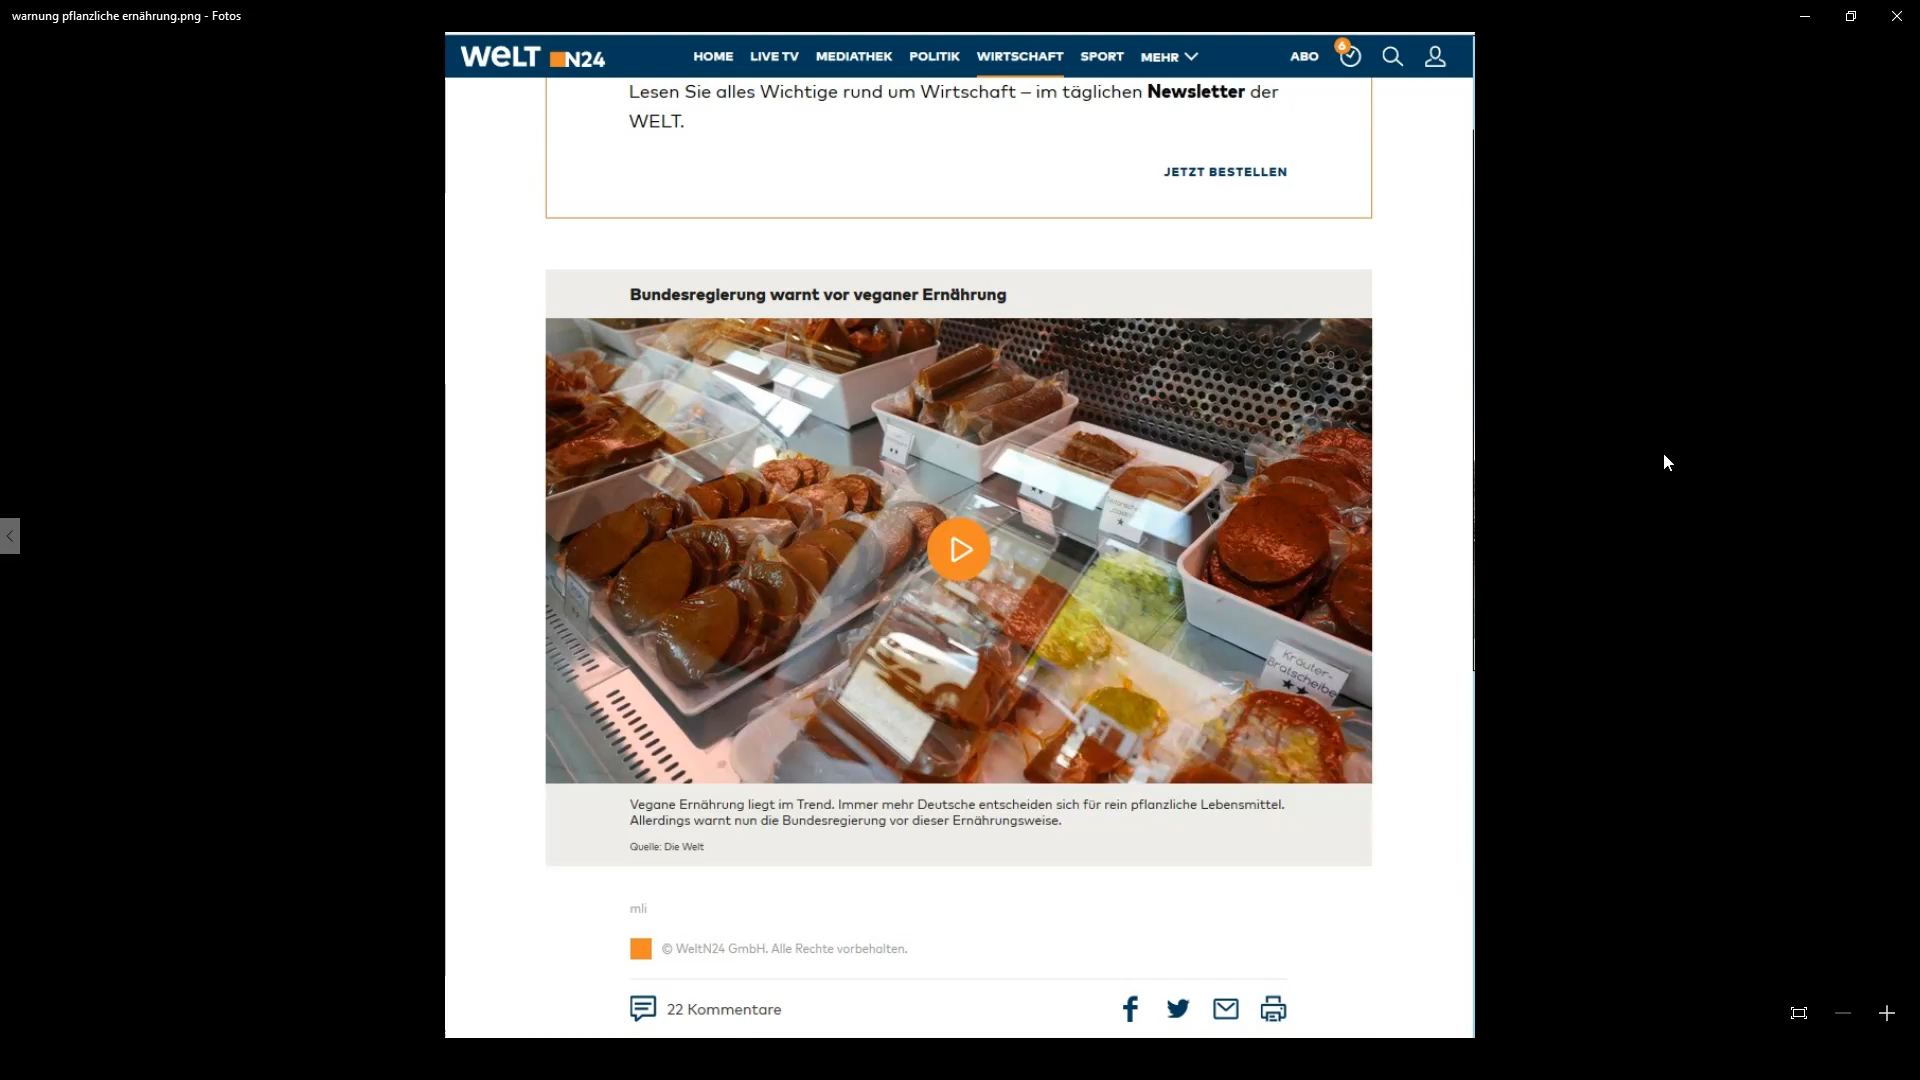 warnung pflanzliche ernährung.png - Fotos
WELT N24
HOME LIVE TV MEDIATHEK POLITIK WIRTSCHAFT SPORT MEHR ABO 6
Lesen Sie alles Wichtige rund um Wirtschaft – im täglichen Newsletter der
WELT.
JETZT BESTELLEN
Bundesregierung warnt vor veganer Ernährung
Kräuter-
Bratscheibe
Vegane Ernährung liegt im Trend. Immer mehr Deutsche entscheiden sich für rein pflanzliche Lebensmittel.
Allerdings warnt nun die Bundesregierung vor dieser Ernährungsweise.
Quelle: Die Welt
mli
© WeltN24 GmbH. Alle Rechte vorbehalten.
22 Kommentare